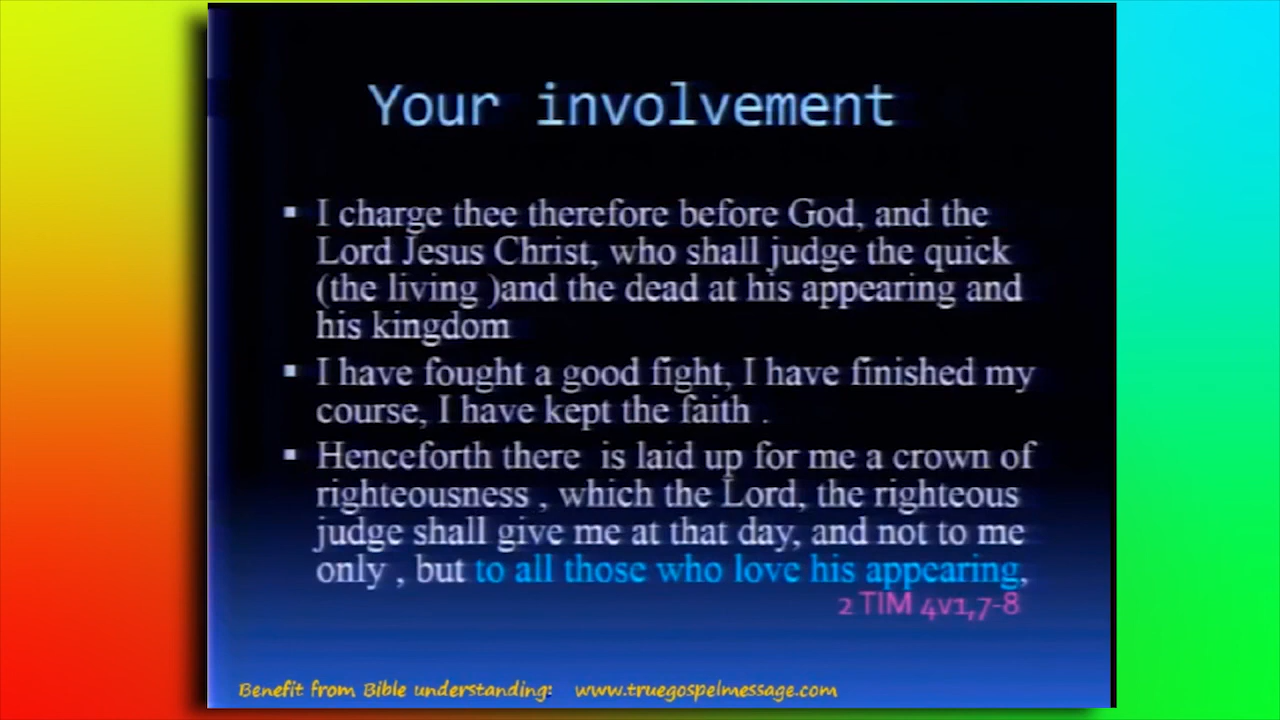 Your involvement
▪ I charge thee therefore before God, and the
Lord Jesus Christ, who shall judge the quick
(the living )and the dead at his appearing and
his kingdom
▪ I have fought a good fight, I have finished my
course, I have kept the faith .
▪ Henceforth there is laid up for me a crown of
righteousness , which the Lord, the righteous
judge shall give me at that day, and not to me
only , but to all those who love his appearing,
2 TIM 4v1,7-8
Benefit from Bible understanding: www.truegospelmessage.com